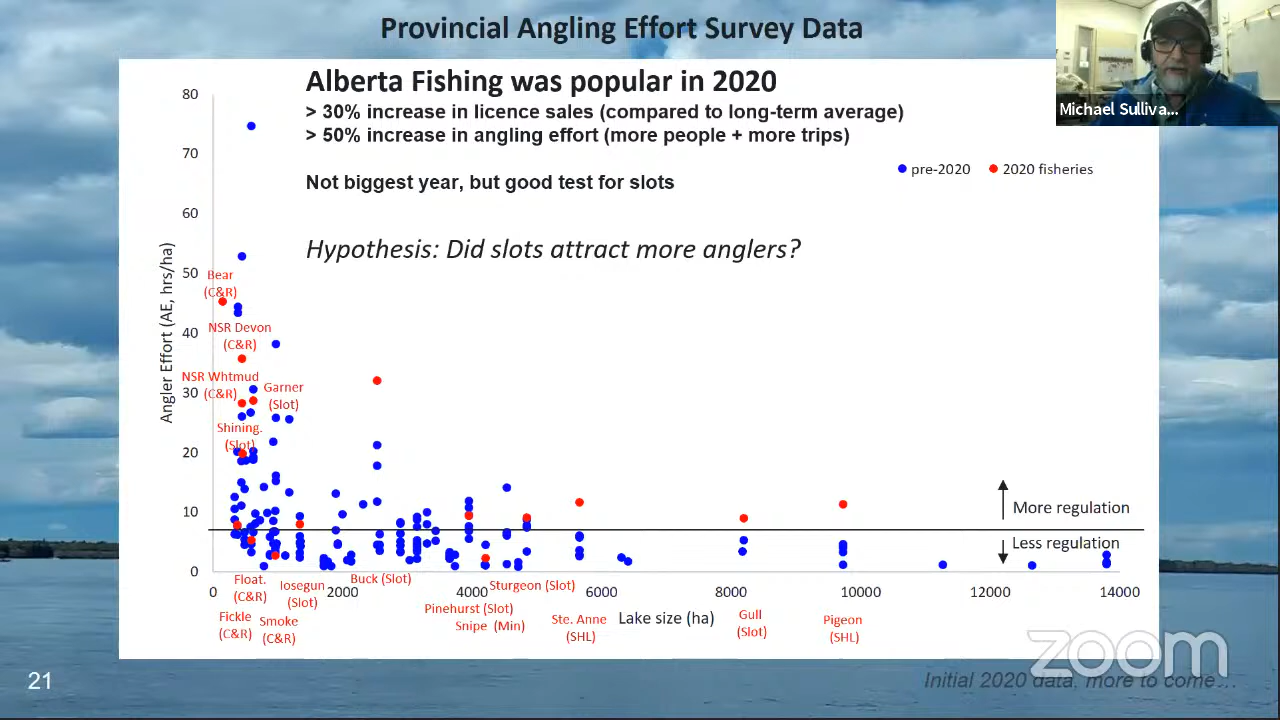 Provincial Angling Effort Survey Data
Michael Sulliva...
Alberta Fishing was popular in 2020
> 30% increase in licence sales (compared to long-term average)
> 50% increase in angling effort (more people + more trips)
Not biggest year, but good test for slots
pre-2020
2020 fisheries
Hypothesis: Did slots attract more anglers?
Angler Effort (AE, hrs/ha)
80
70
60
50
40
30
20
10
0
Bear
(C&R)
NSR Devon
(C&R)
NSR Whtmud
(C&R)
Garner
(Slot)
Shining.
(Slot)
More regulation
Less regulation
0
2000
4000
6000
8000
10000
12000
14000
Lake size (ha)
Float.
(C&R)
Iosegun
(Slot)
Buck (Slot)
Sturgeon (Slot)
Fickle
(C&R)
Smoke
(C&R)
Pinehurst (Slot)
Snipe (Min)
Ste. Anne
(SHL)
Gull
(Slot)
Pigeon
(SHL)
zoom
21
Initial 2020 data, more to come...